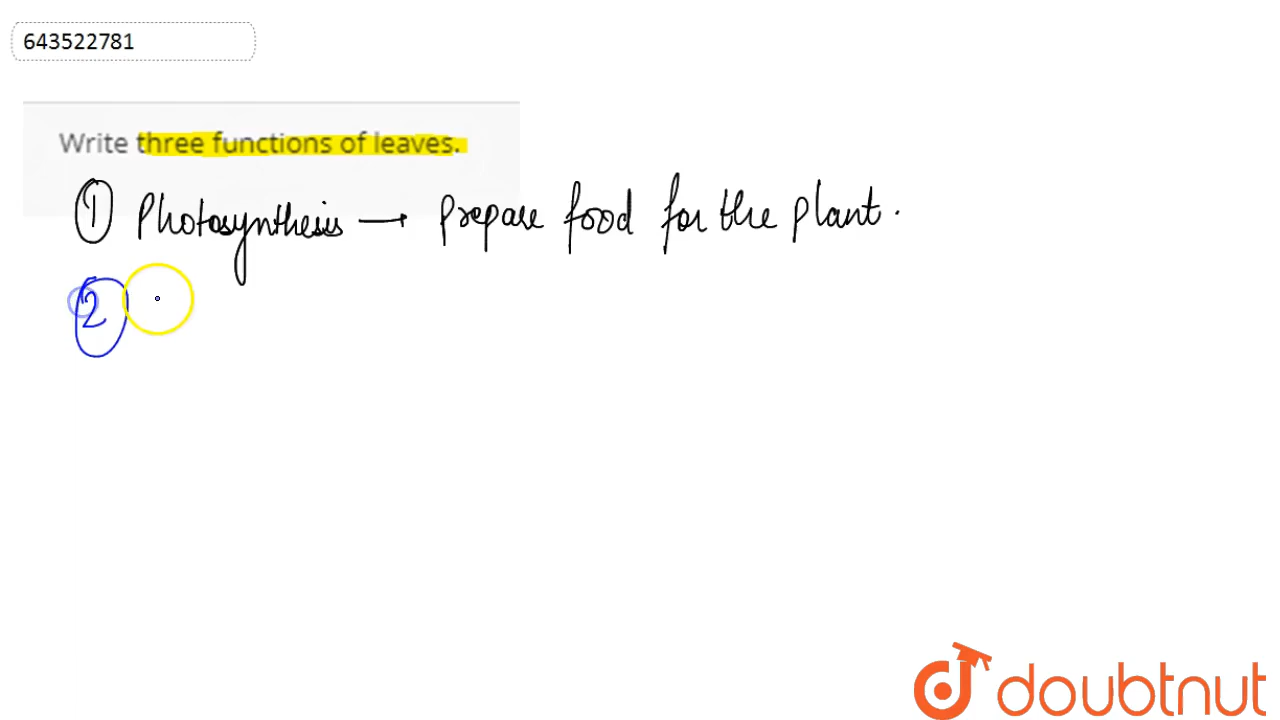 643522781
Write three functions of leaves.
① Photosynthesis → Prepare food for the plant.
②
doubtnut